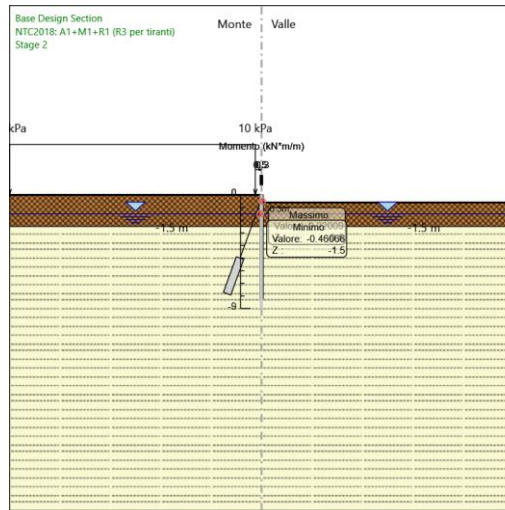 Base Design Section
NTC2018: A1+M1+R1 (R3 per tiranti)
Stage 2
Monte
Valle
kPa
10 kPa
Momento (kN*m/m)
0
Massimo
Minimo
Valore: -0.46066
Z :
-1.5
-1.5 m
-1.5 m
-9